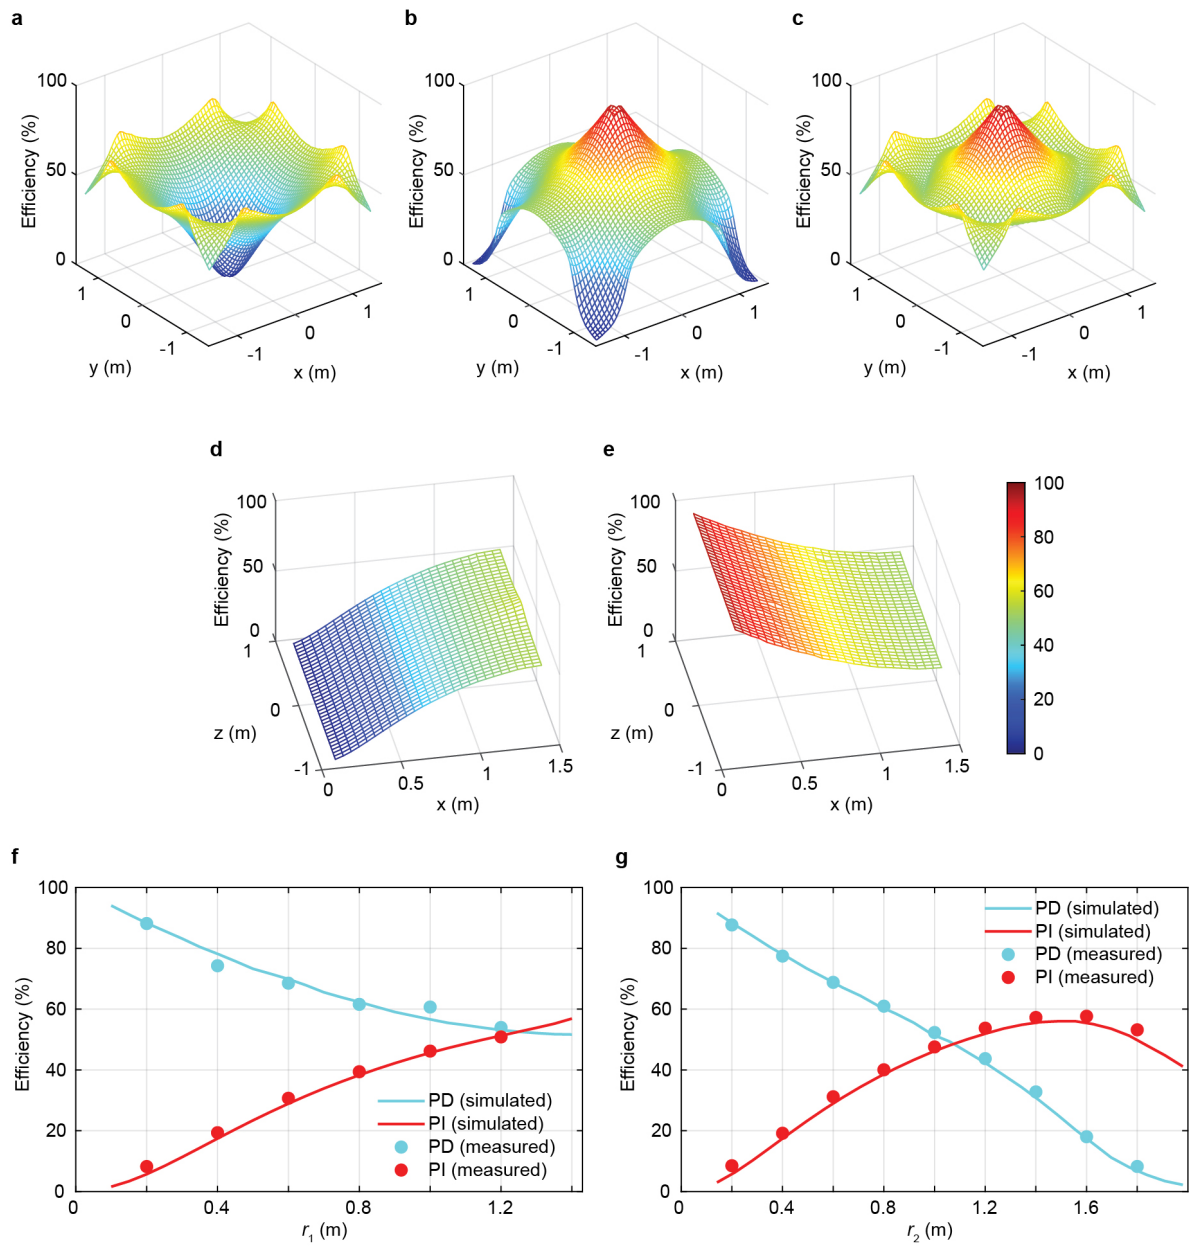 a
b
c
100
50
0
Efficiency (%)
1
0
-1
y (m)
-1
0
1
x (m)
100
50
0
Efficiency (%)
1
0
-1
y (m)
-1
0
1
x (m)
100
50
0
Efficiency (%)
1
0
-1
y (m)
-1
0
1
x (m)
d
e
100
50
0
Efficiency (%)
1
0
-1
z (m)
0
0.5
1
1.5
x (m)
100
50
0
Efficiency (%)
1
0
-1
z (m)
0
0.5
1
1.5
x (m)
100
80
60
40
20
0
f
g
100
80
60
40
20
0
Efficiency (%)
PD (simulated)
PI (simulated)
PD (measured)
PI (measured)
0
0.4
0.8
1.2
r1 (m)
100
80
60
40
20
0
Efficiency (%)
PD (simulated)
PI (simulated)
PD (measured)
PI (measured)
0
0.4
0.8
1.2
1.6
r2 (m)